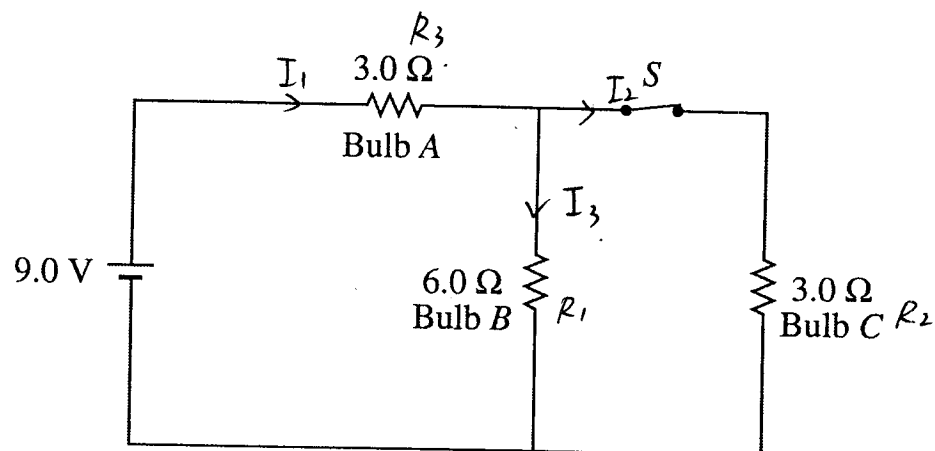 R₃
I₁
3.0 Ω
I₂
S
Bulb A
I₃
9.0 V
6.0 Ω
Bulb B
R₁
3.0 Ω
Bulb C
R₂